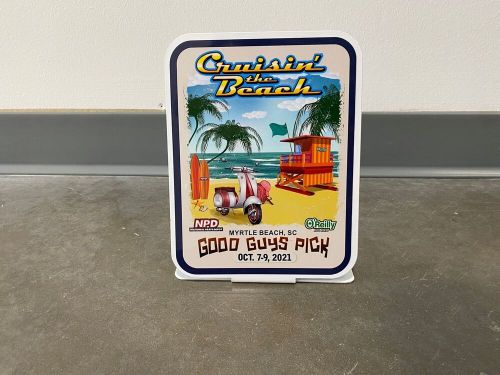 Cruisin'
the
Beach
NPD
O'Reilly
MYRTLE BEACH, SC
GOOD GUYS PICK
OCT. 7-9, 2021